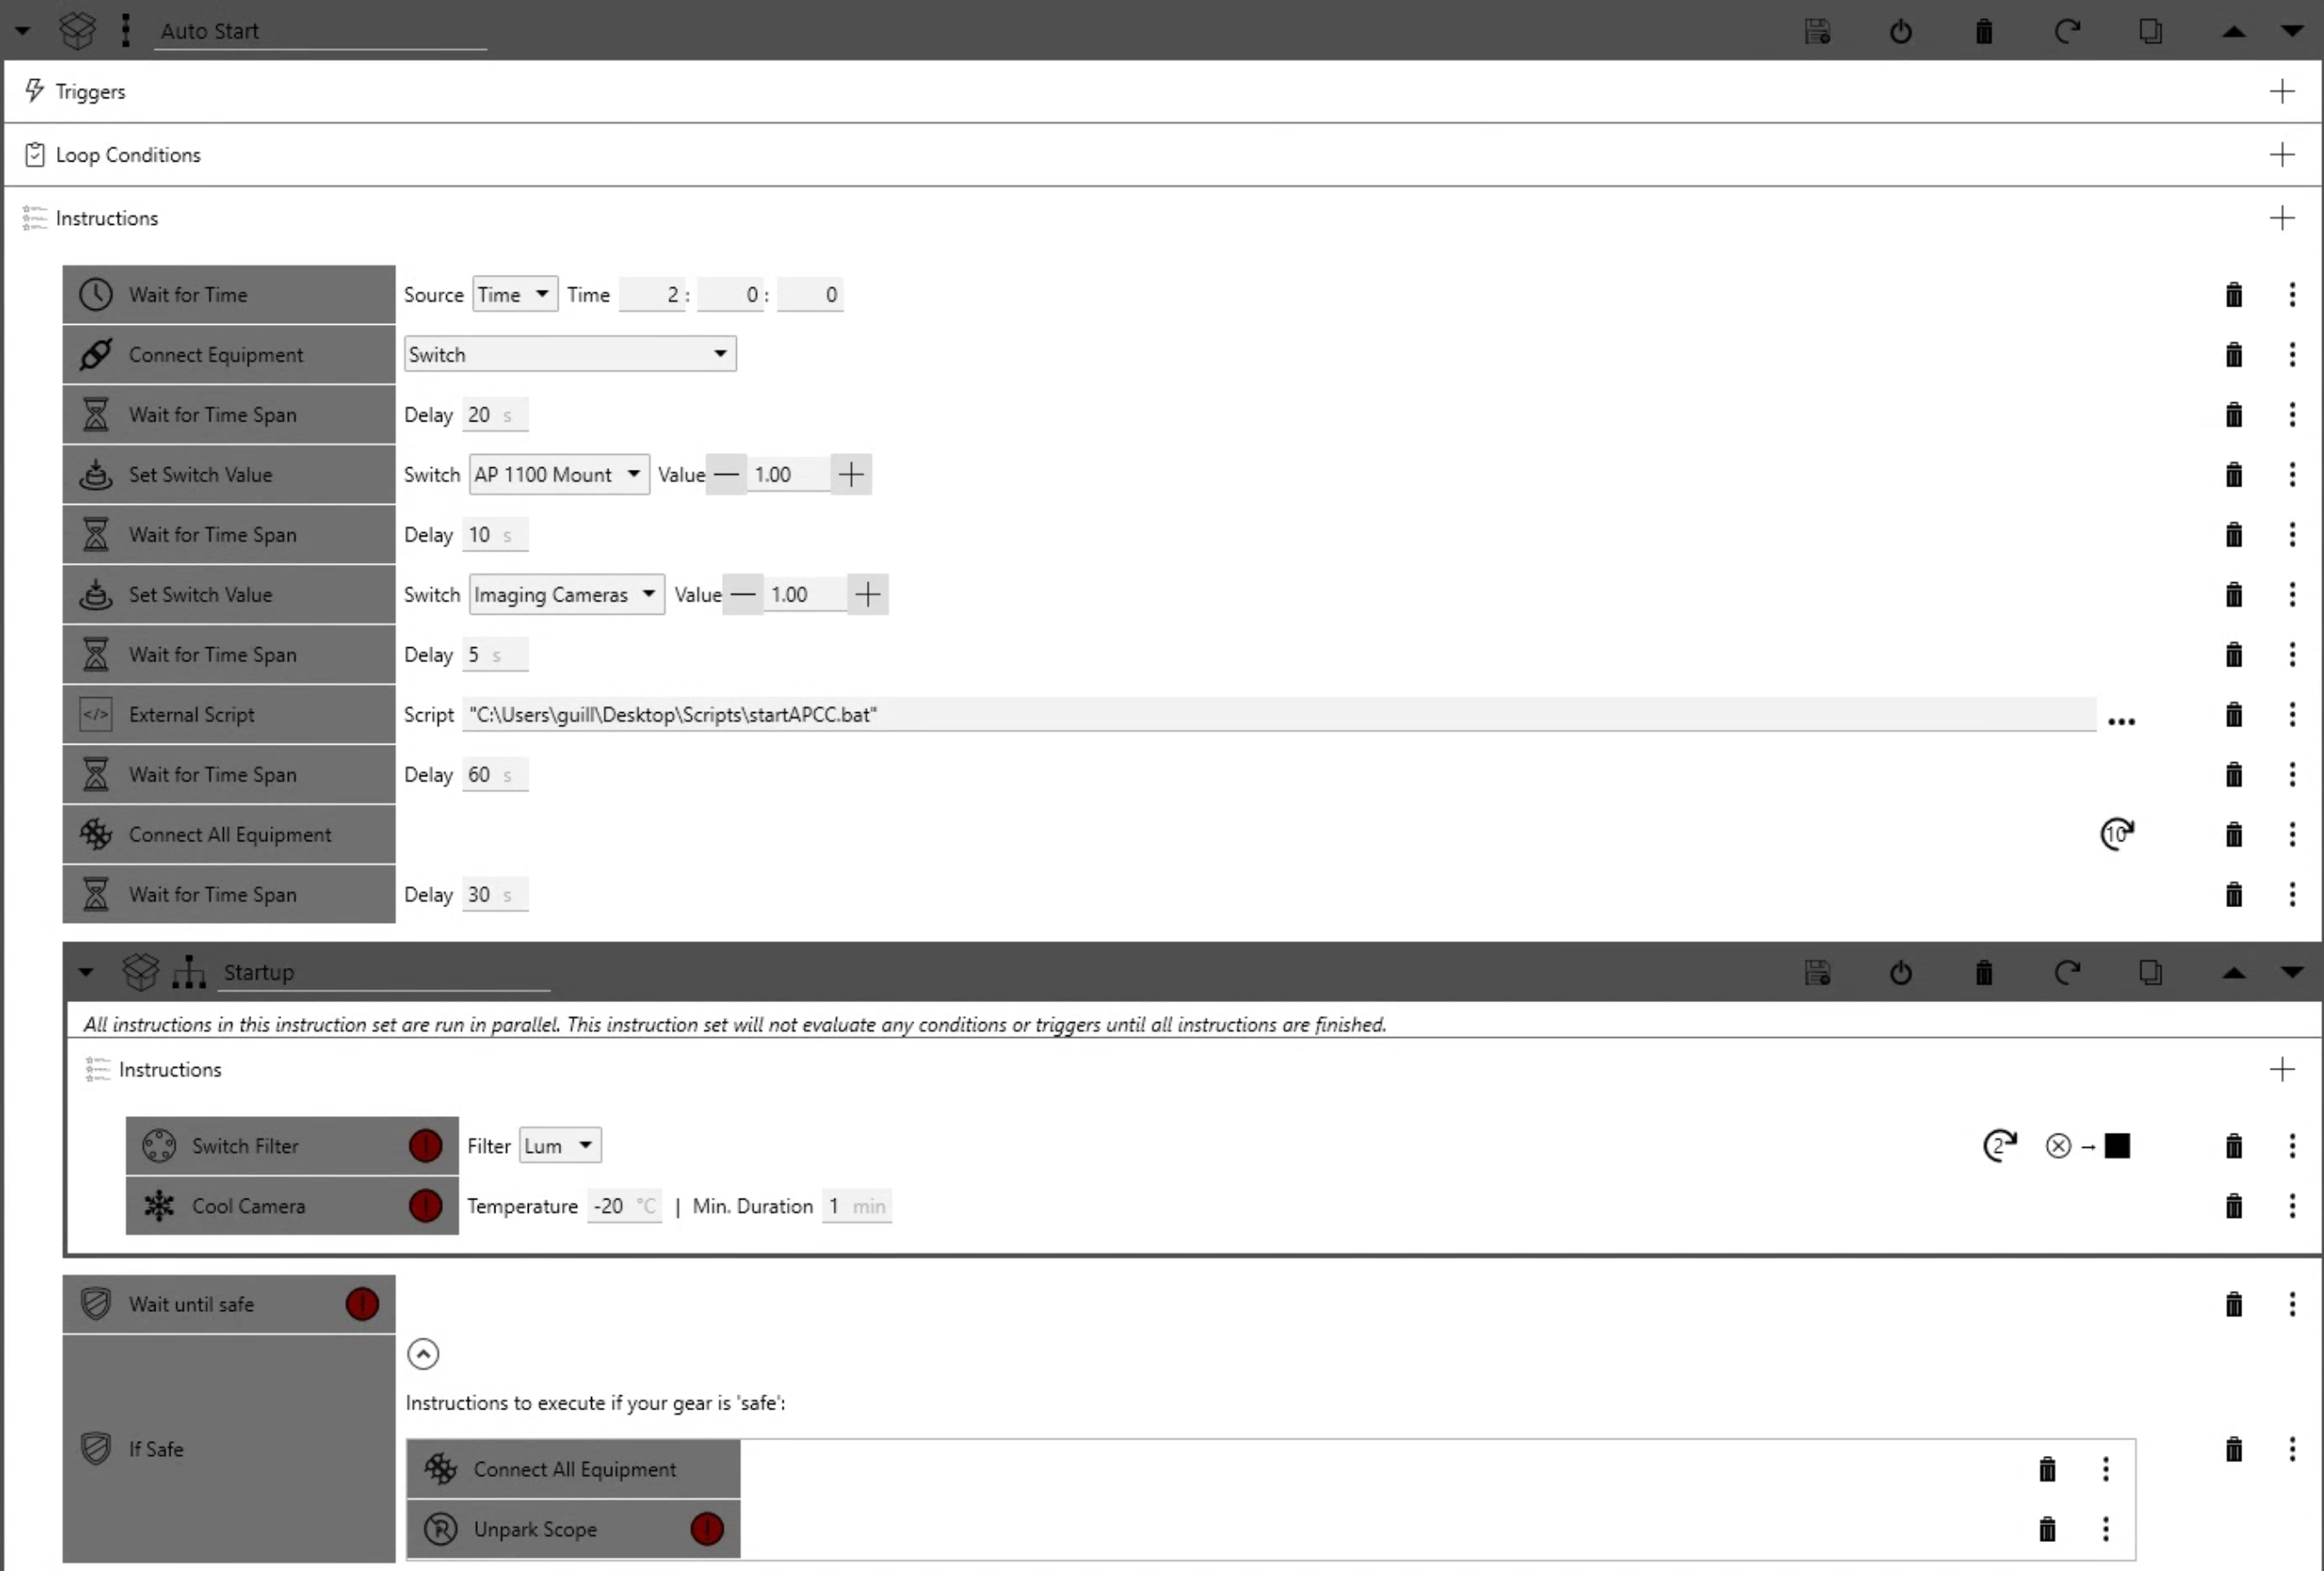 Auto Start
Triggers
Loop Conditions
Instructions
Wait for Time Source Time Time 2 : 0 : 0
Connect Equipment Switch
Wait for Time Span Delay 20 s
Set Switch Value Switch AP 1100 Mount Value 1.00
Wait for Time Span Delay 10 s
Set Switch Value Switch Imaging Cameras Value 1.00
Wait for Time Span Delay 5 s
External Script Script "C:\Users\guill\Desktop\Scripts\startAPCC.bat"
Wait for Time Span Delay 60 s
Connect All Equipment 10
Wait for Time Span Delay 30 s
Startup
All instructions in this instruction set are run in parallel. This instruction set will not evaluate any conditions or triggers until all instructions are finished.
Instructions
Switch Filter Filter Lum 2
Cool Camera Temperature -20 °C | Min. Duration 1 min
Wait until safe
Instructions to execute if your gear is 'safe':
If Safe
Connect All Equipment
Unpark Scope